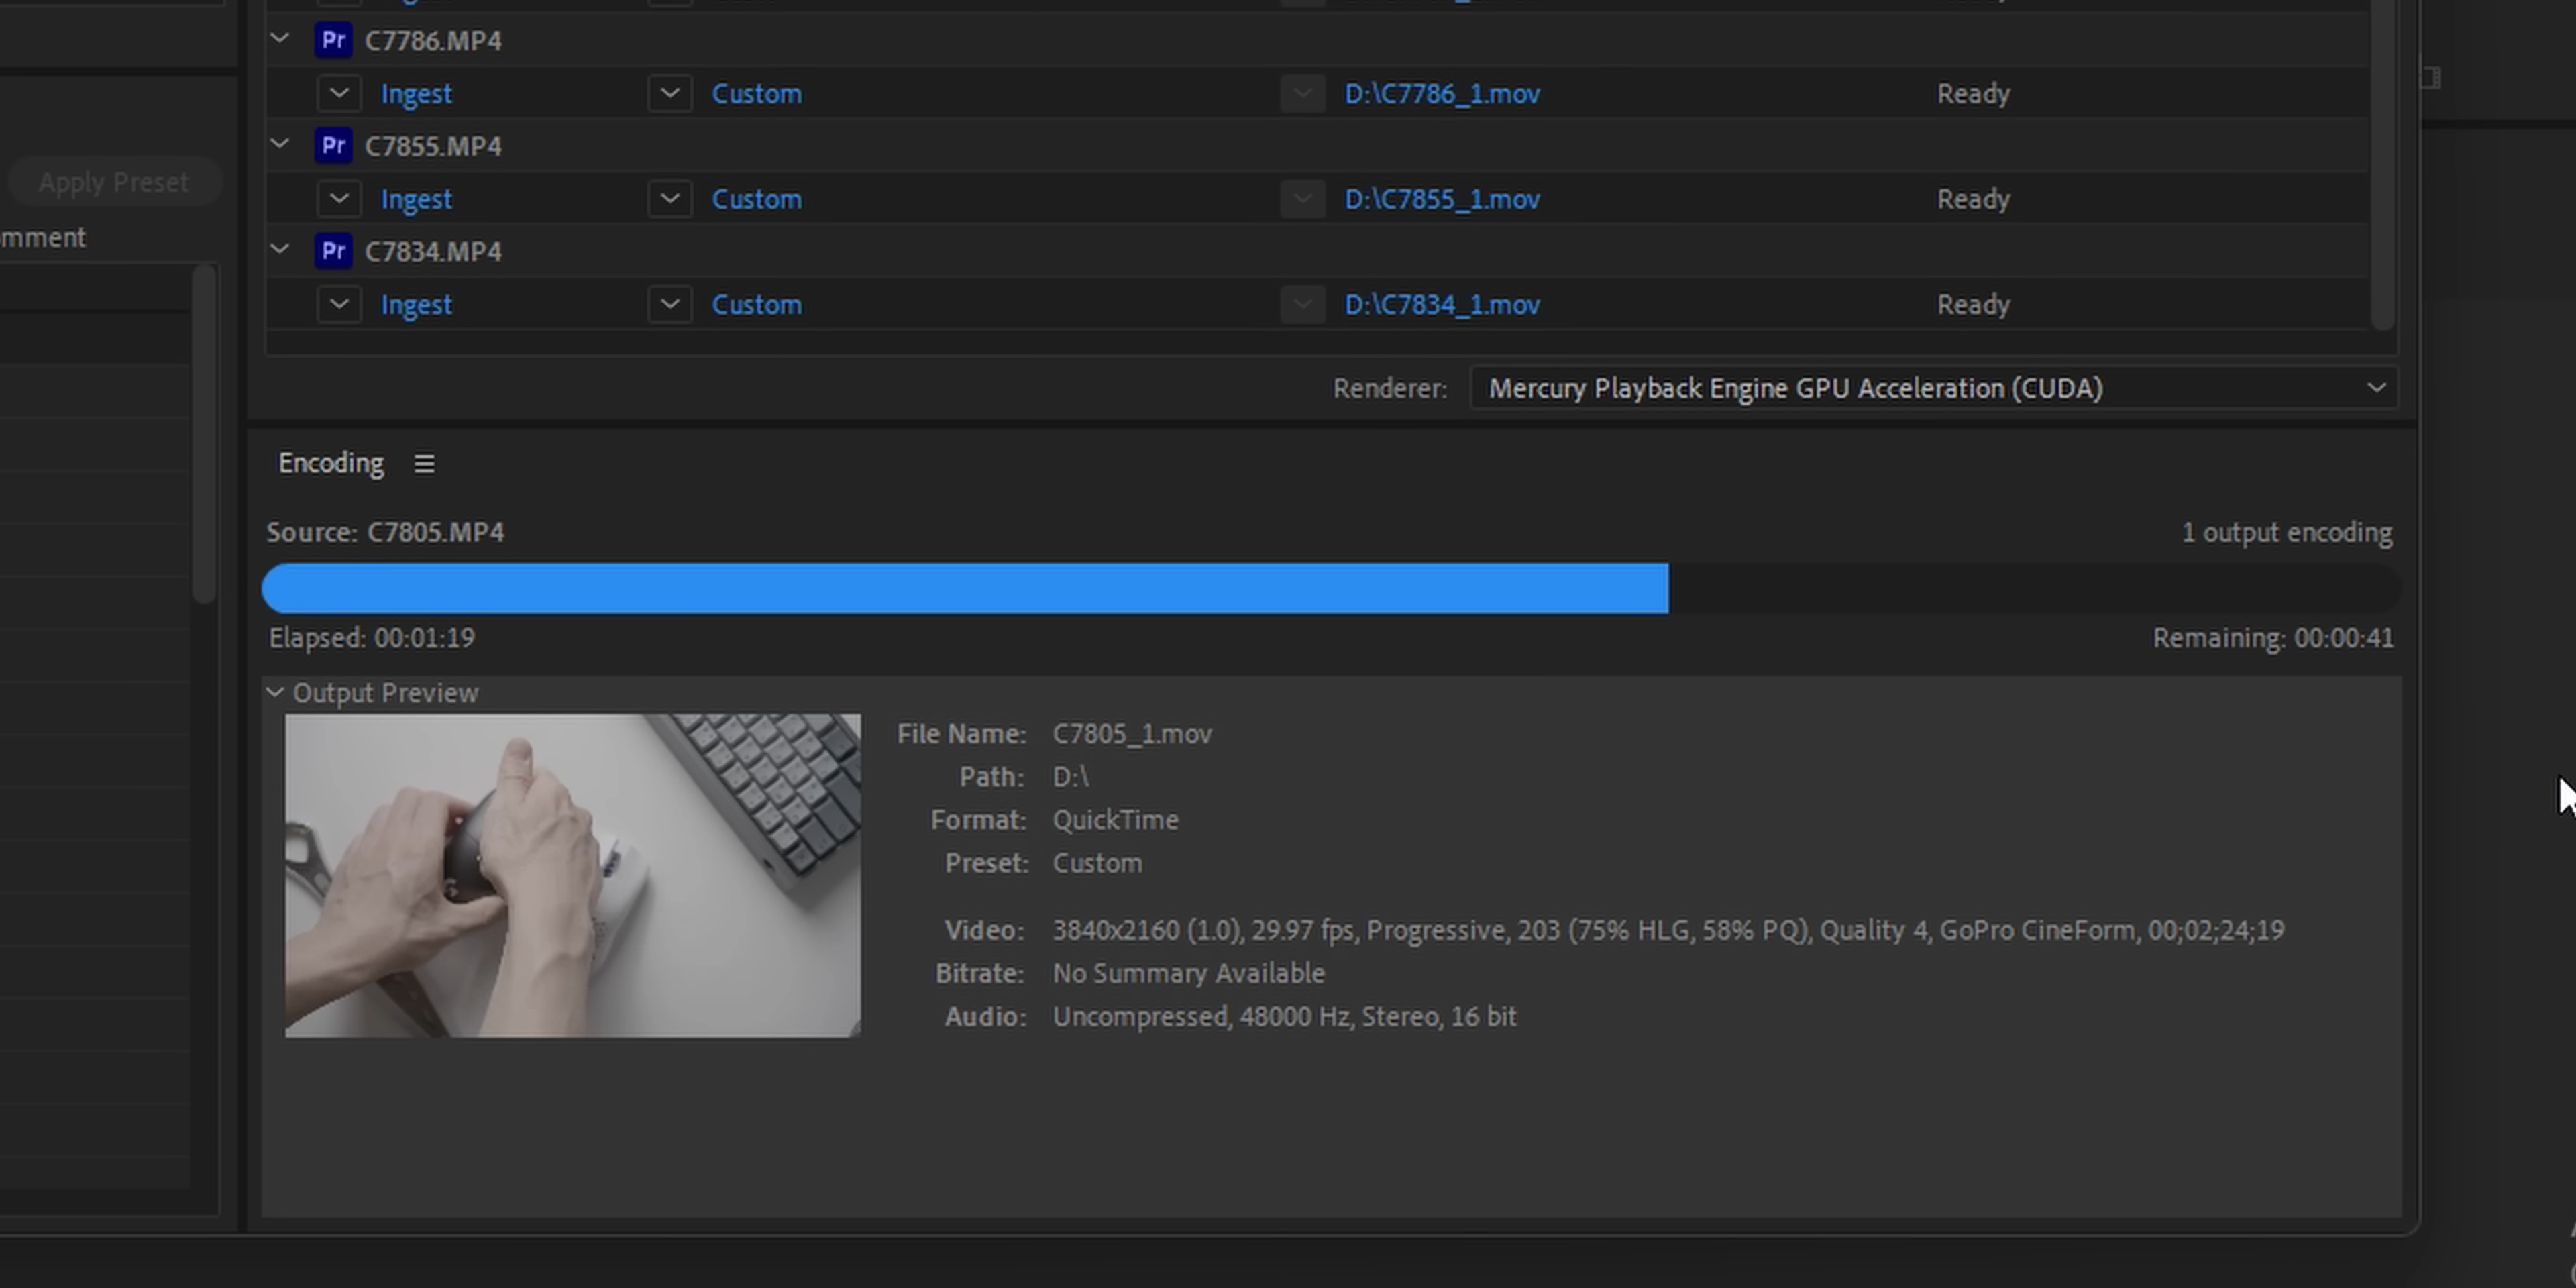 Pr C7786.MP4
Ingest Custom D:\C7786_1.mov Ready
Pr C7855.MP4
Ingest Custom D:\C7855_1.mov Ready
Pr C7834.MP4
Ingest Custom D:\C7834_1.mov Ready
Apply Preset
mment
Renderer: Mercury Playback Engine GPU Acceleration (CUDA)
Encoding
Source: C7805.MP4 1 output encoding
Elapsed: 00:01:19 Remaining: 00:00:41
Output Preview
File Name: C7805_1.mov
Path: D:\
Format: QuickTime
Preset: Custom
Video: 3840x2160 (1.0), 29.97 fps, Progressive, 203 (75% HLG, 58% PQ), Quality 4, GoPro CineForm, 00;02;24;19
Bitrate: No Summary Available
Audio: Uncompressed, 48000 Hz, Stereo, 16 bit